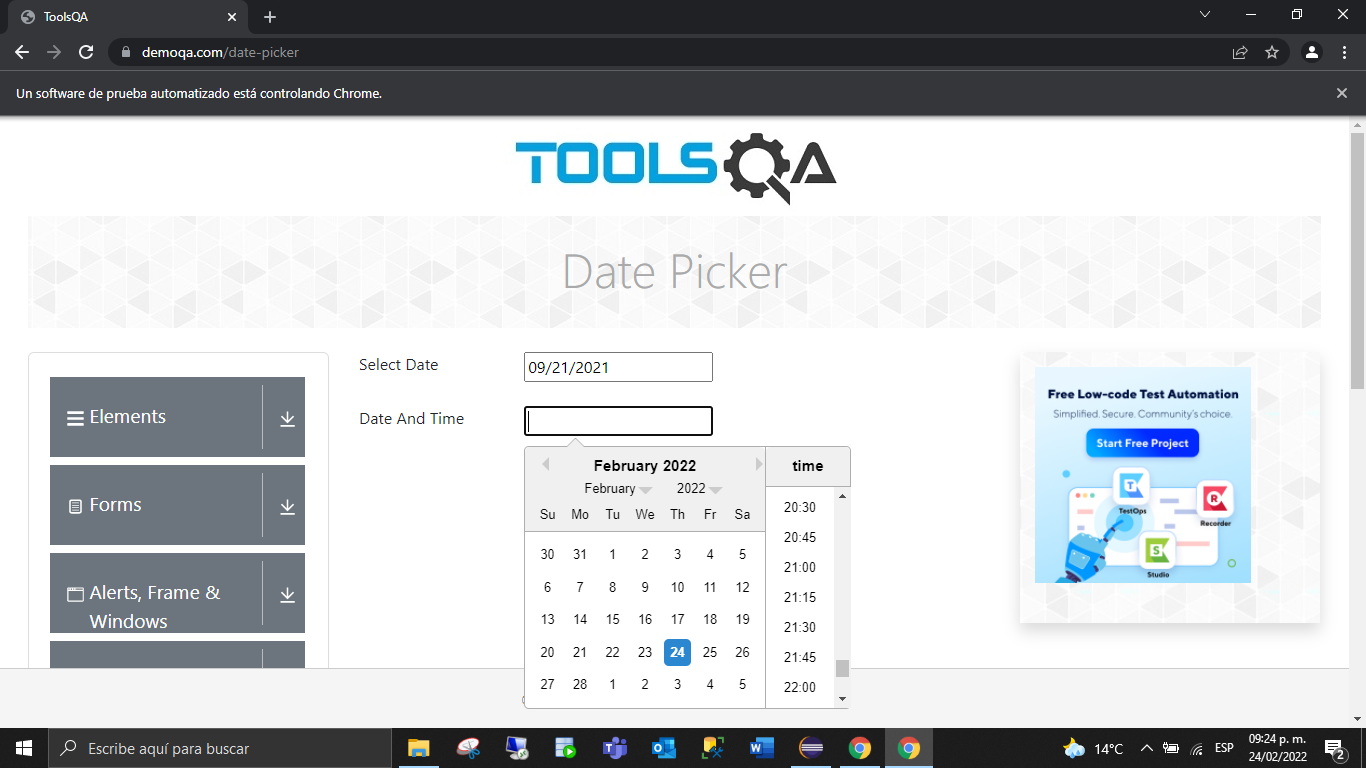 ToolsQA
demoqa.com/date-picker
Un software de prueba automatizado está controlando Chrome.
TOOLSQA
Date Picker
Elements
Forms
Alerts, Frame &
Windows
Select Date
09/21/2021
Date And Time
February 2022
February 2022
Su Mo Tu We Th Fr Sa
30 31 1 2 3 4 5
6 7 8 9 10 11 12
13 14 15 16 17 18 19
20 21 22 23 24 25 26
27 28 1 2 3 4 5
time
20:30
20:45
21:00
21:15
21:30
21:45
22:00
Free Low-code Test Automation
Simplified. Secure. Community's choice.
Start Free Project
TestOps
Recorder
Studio
Escribe aquí para buscar
14°C
ESP
09:24 p. m.
24/02/2022
2